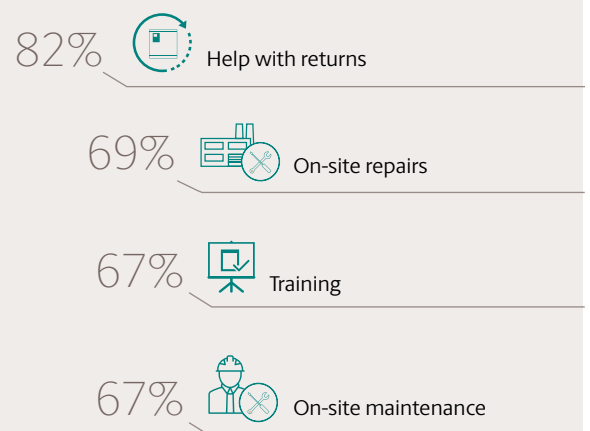 82% Help with returns
69% On-site repairs
67% Training
67% On-site maintenance